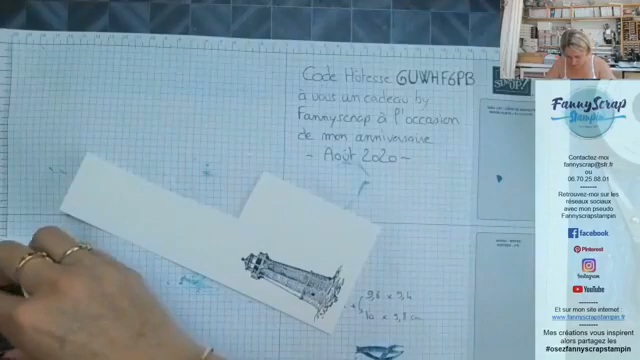 Code Hôtesse GUWHF6PB
à vous un cadeau by
Fannyscrap à l'occasion
de mon anniversaire
~ Août 2020 ~
9,8 x 9,4
10 x 9,8 cm
FannyScrap
Stampin
Contactez-moi
fannyscrap@sfr.fr
ou
06.70.25.68.01
-------
Retrouvez-moi sur les
réseaux sociaux
avec mon pseudo
Fannyscrapstampin
facebook
Pinterest
Instagram
YouTube
-------
Et sur mon site internet :
www.fannyscrapstampin.fr
-------
Mes créations vous inspirent
alors partagez les
#osezfannyscrapstampin